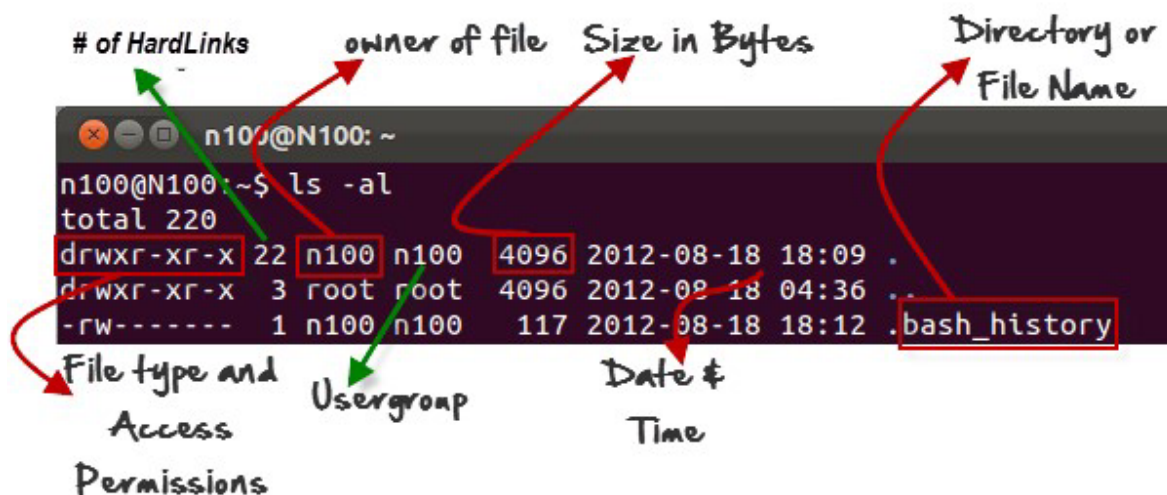 # of HardLinks
owner of file
Size in Bytes
Directory or
File Name
n100@N100: ~
n100@N100:~$ ls -al
total 220
drwxr-xr-x 22 n100 n100 4096 2012-08-18 18:09 .
drwxr-xr-x 3 root root 4096 2012-08-18 04:36 ..
-rw------- 1 n100 n100 117 2012-08-18 18:12 .bash_history
File type and
Access
Permissions
Usergroup
Date &
Time